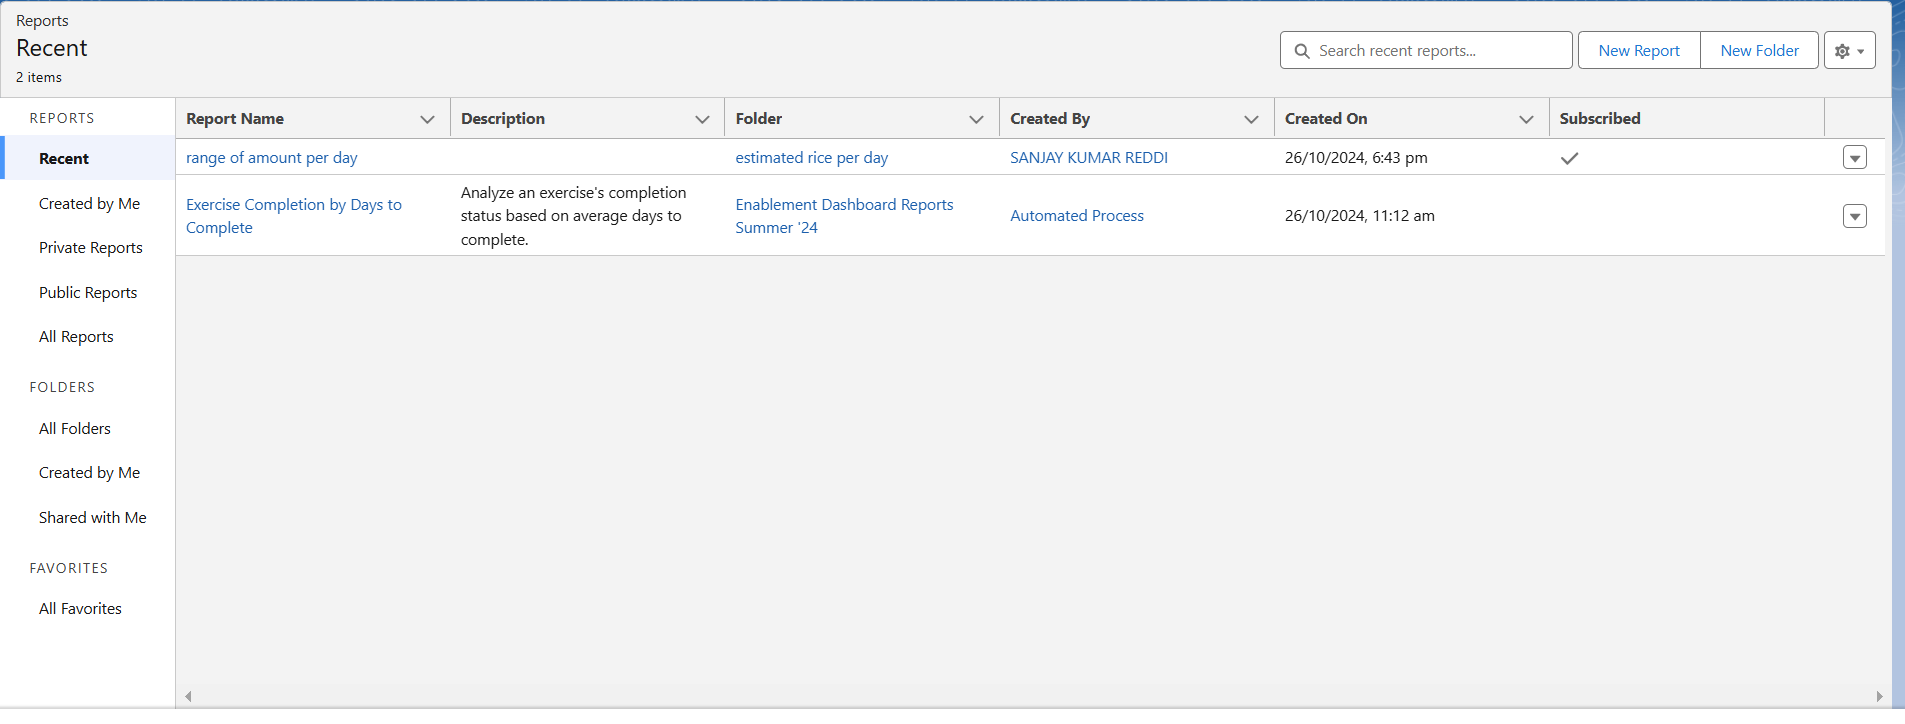 Reports
Recent
2 items
Search recent reports...
New Report
New Folder
REPORTS
Recent
Created by Me
Private Reports
Public Reports
All Reports
FOLDERS
All Folders
Created by Me
Shared with Me
FAVORITES
All Favorites
Report Name
Description
Folder
Created By
Created On
Subscribed
range of amount per day
estimated rice per day
SANJAY KUMAR REDDI
26/10/2024, 6:43 pm
Exercise Completion by Days to
Complete
Analyze an exercise's completion
status based on average days to
complete.
Enablement Dashboard Reports
Summer '24
Automated Process
26/10/2024, 11:12 am